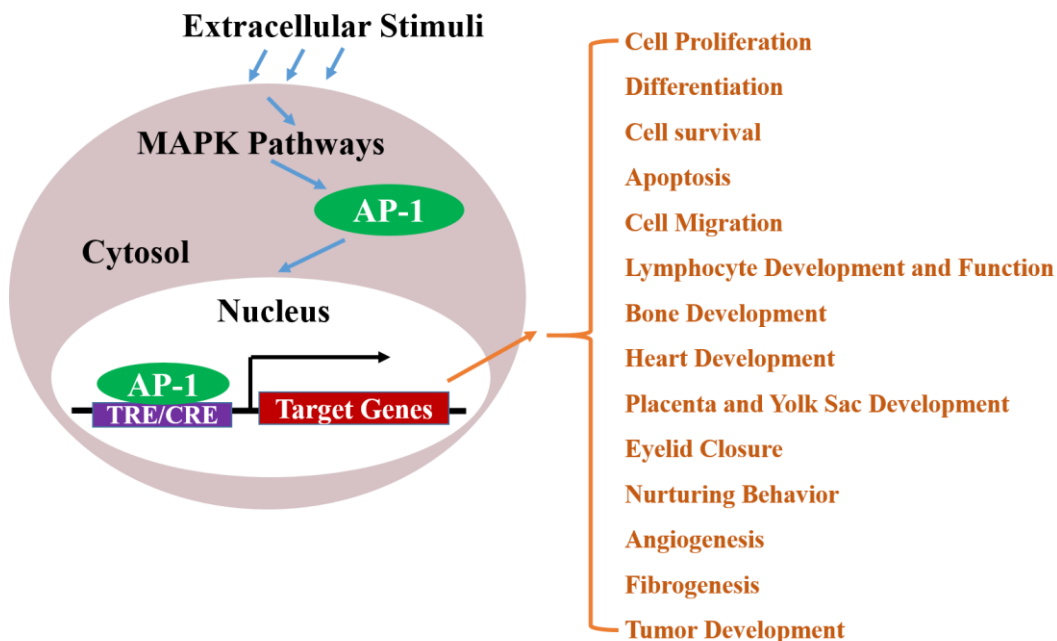 Extracellular Stimuli
MAPK Pathways
AP-1
Cytosol
Nucleus
AP-1
TRE/CRE
Target Genes
Cell Proliferation
Differentiation
Cell survival
Apoptosis
Cell Migration
Lymphocyte Development and Function
Bone Development
Heart Development
Placenta and Yolk Sac Development
Eyelid Closure
Nurturing Behavior
Angiogenesis
Fibrogenesis
Tumor Development